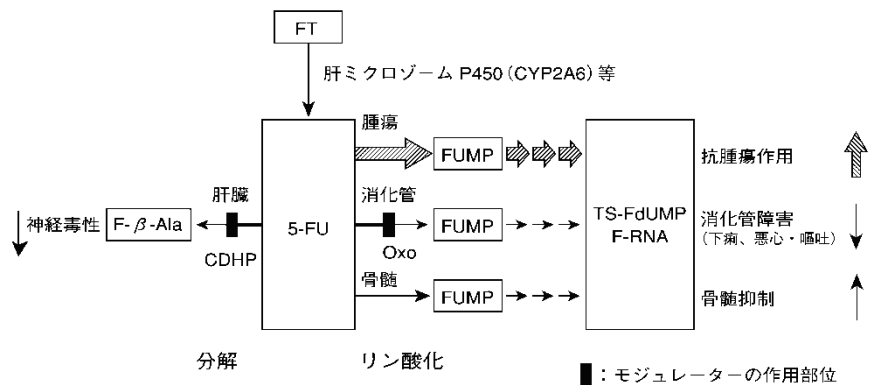 FT
肝ミクロゾーム P450 (CYP2A6) 等
腫瘍
FUMP
抗腫瘍作用
肝臓
消化管
神経毒性
F-β-Ala
5-FU
FUMP
TS-FdUMP
F-RNA
消化管障害
(下痢、悪心・嘔吐)
CDHP
Oxo
骨髄
FUMP
骨髄抑制
分解
リン酸化
：モジュレーターの作用部位